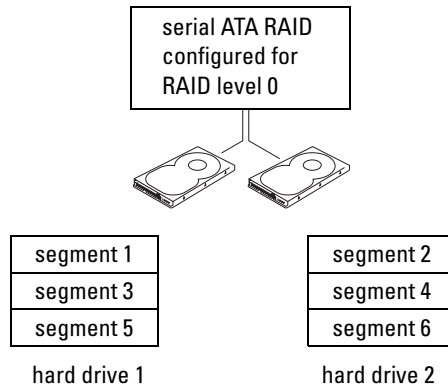 serial ATA RAID
configured for
RAID level 0
segment 1
segment 3
segment 5
hard drive 1
segment 2
segment 4
segment 6
hard drive 2